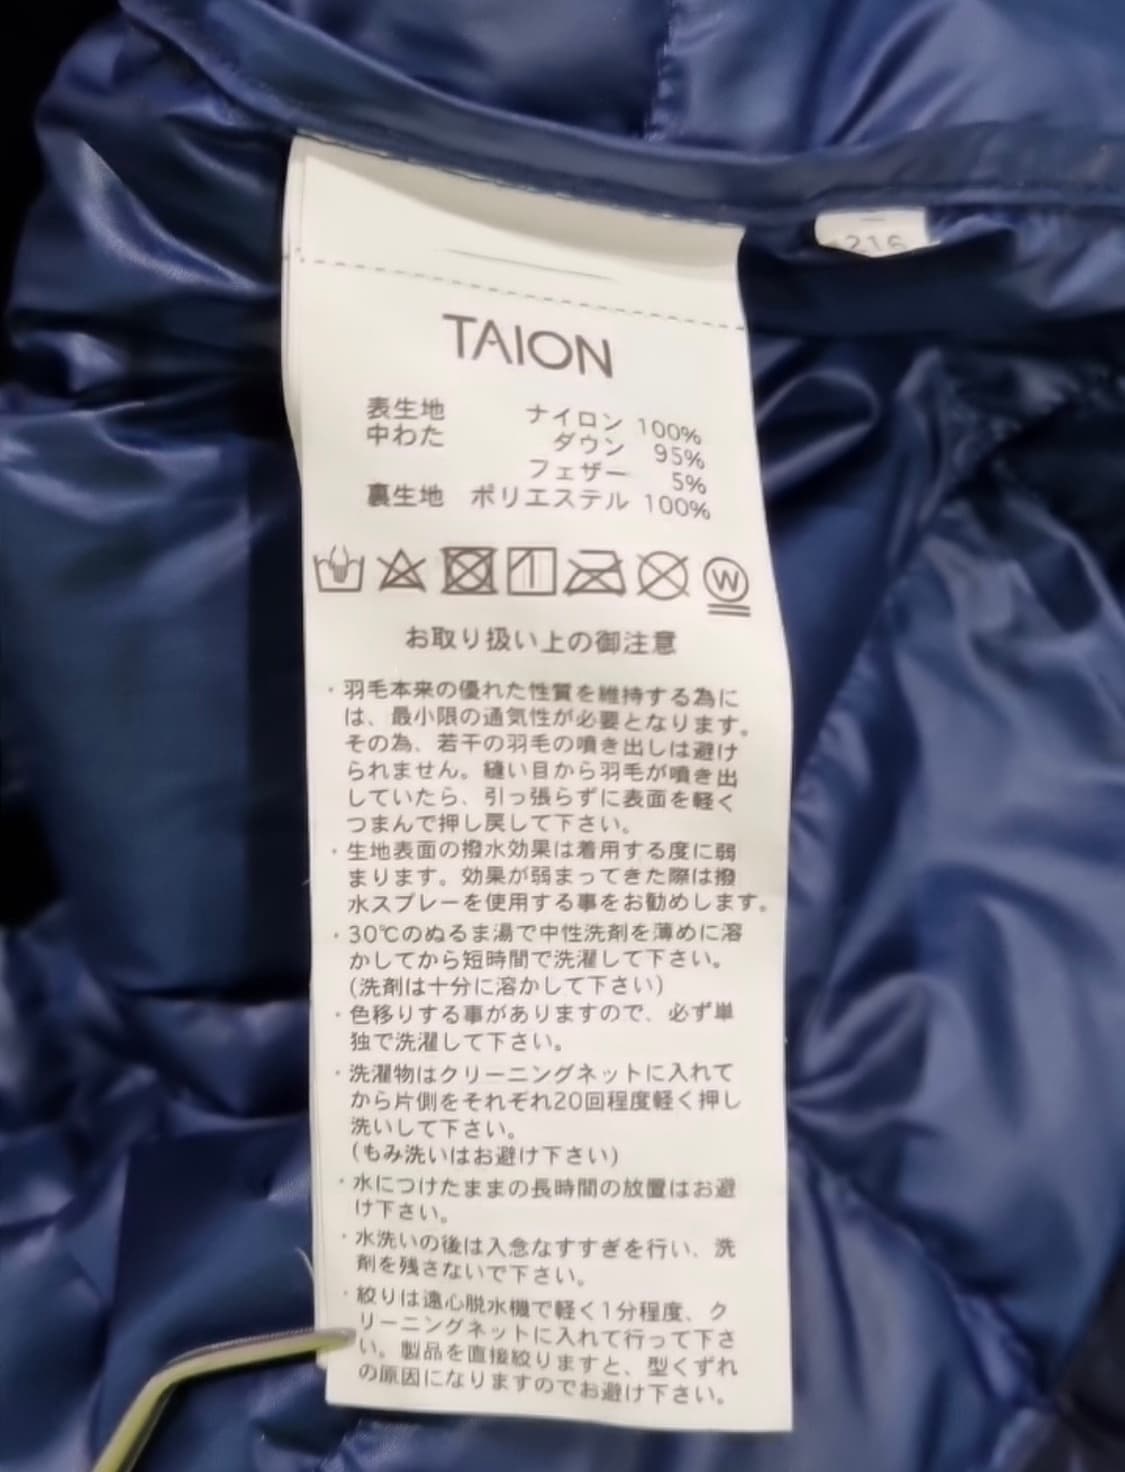 216
TAION
表生地 ナイロン 100%
中わた ダウン 95%
フェザー 5%
裏生地 ポリエステル 100%
W
お取り扱い上の御注意
・羽毛本来の優れた性質を維持する為に
は、最小限の通気性が必要となります。
その為、若干の羽毛の噴き出しは避け
られません。縫い目から羽毛が噴き出
していたら、引っ張らずに表面を軽く
つまんで押し戻して下さい。
・生地表面の撥水効果は着用する度に弱
まります。効果が弱まってきた際は撥
水スプレーを使用する事をお勧めします。
・30℃のぬるま湯で中性洗剤を薄めに溶
かしてから短時間で洗濯して下さい。
(洗剤は十分に溶かして下さい)
・色移りする事がありますので、必ず単
独で洗濯して下さい。
・洗濯物はクリーニングネットに入れて
から片側をそれぞれ20回程度軽く押し
洗いして下さい。
(もみ洗いはお避け下さい)
・水につけたままの長時間の放置はお避
け下さい。
・水洗いの後は入念なすすぎを行い、洗
剤を残さないで下さい。
・絞りは遠心脱水機で軽く1分程度、ク
リーニングネットに入れて行って下さ
い。製品を直接絞りますと、型くずれ
の原因になりますのでお避け下さい。